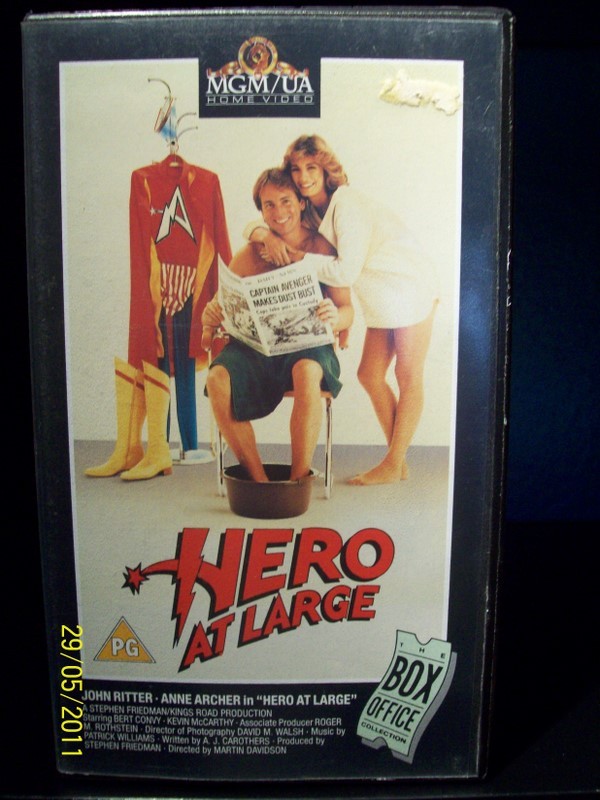 MGM/UA
HOME VIDEO
CAPTAIN AVENGER
MAKES DUST BUST
HERO
AT LARGE
PG
THE
BOX
OFFICE
COLLECTION
JOHN RITTER · ANNE ARCHER in "HERO AT LARGE"
A STEPHEN FRIEDMAN/KINGS ROAD PRODUCTION
Starring BERT CONVY · KEVIN McCARTHY · Associate Producer ROGER
M. ROTHSTEIN · Director of Photography DAVID M. WALSH · Music by
PATRICK WILLIAMS · Written by A. J. CAROTHERS · Produced by
STEPHEN FRIEDMAN · Directed by MARTIN DAVIDSON
29/05/2011